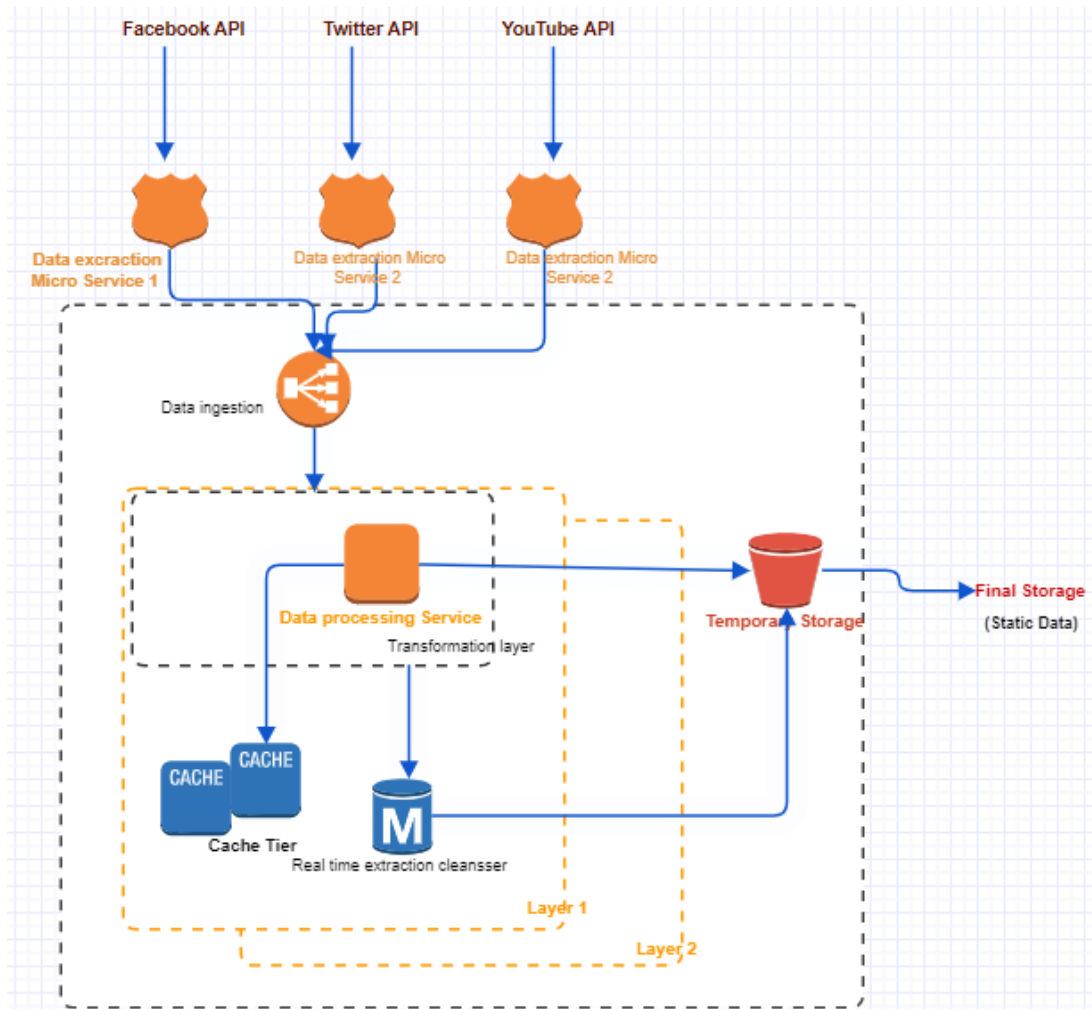 Facebook API
Twitter API
YouTube API
Data excraction
Micro Service 1
Data extraction Micro
Service 2
Data extraction Micro
Service 2
Data ingestion
Data processing Service
Transformation layer
Temporary Storage
Final Storage
(Static Data)
CACHE
CACHE
Cache Tier
M
Real time extraction cleansser
Layer 1
Layer 2